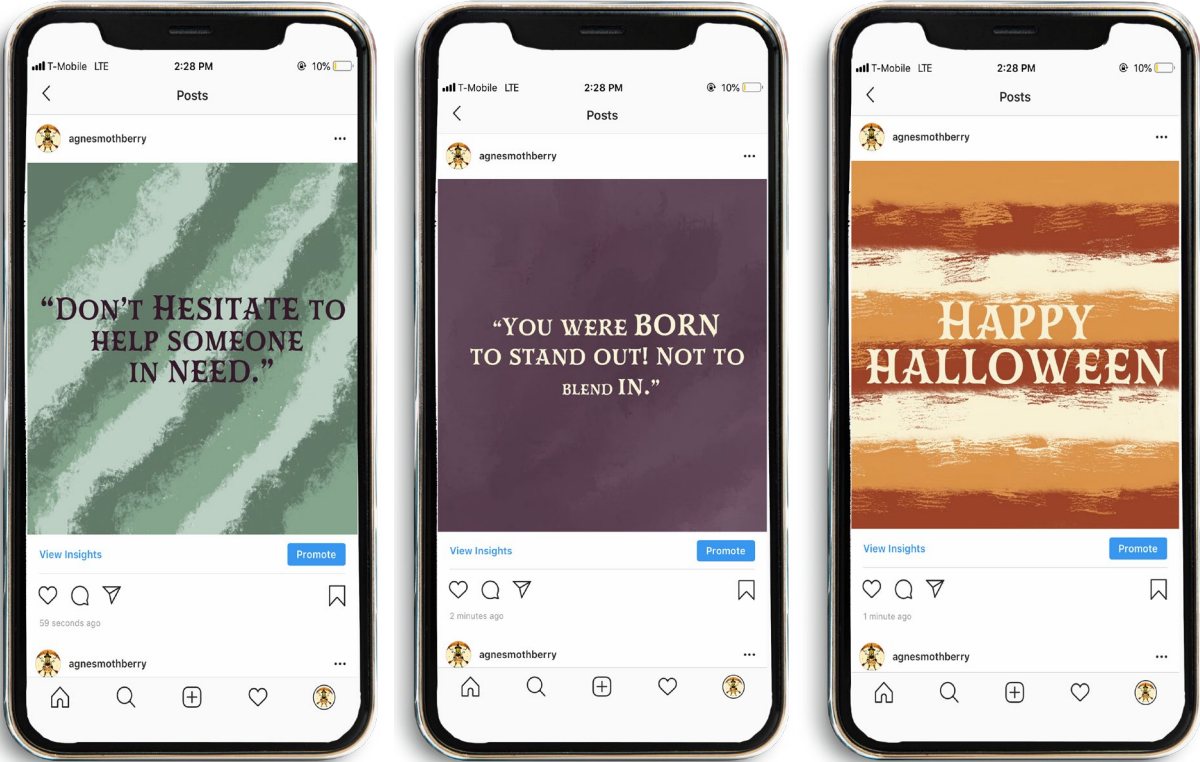 T-Mobile LTE 2:28 PM 10%
Posts
agnesmothberry
“DON’T HESITATE TO
HELP SOMEONE
IN NEED.”
View Insights Promote
59 seconds ago
agnesmothberry
T-Mobile LTE 2:28 PM 10%
Posts
agnesmothberry
“YOU WERE BORN
TO STAND OUT! NOT TO
BLEND IN.”
View Insights Promote
2 minutes ago
agnesmothberry
T-Mobile LTE 2:28 PM 10%
Posts
agnesmothberry
HAPPY
HALLOWEEN
View Insights Promote
1 minute ago
agnesmothberry